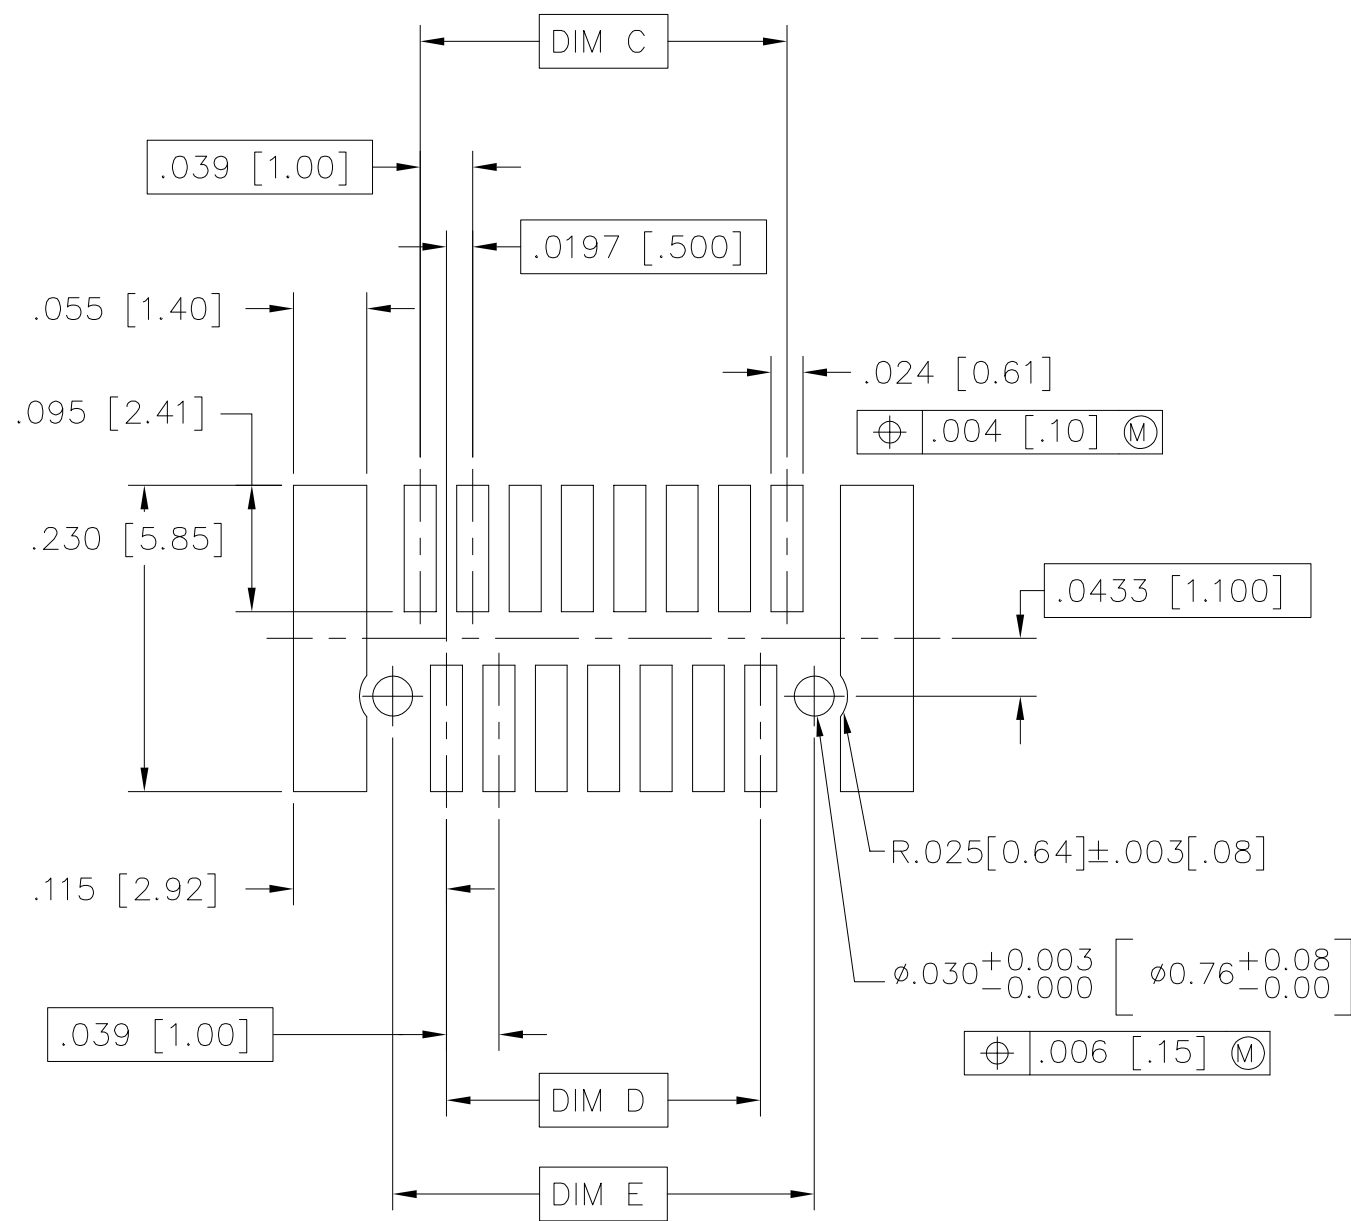 DIM C
.039 [1.00]
.0197 [.500]
.055 [1.40]
.024 [0.61]
.095 [2.41]
⌖ .004 [.10] Ⓜ
.230 [5.85]
.0433 [1.100]
R.025[0.64]±.003[.08]
.115 [2.92]
⌀.030 +0.003 -0.000 [ ⌀0.76 +0.08 -0.00 ]
.039 [1.00]
⌖ .006 [.15] Ⓜ
DIM D
DIM E